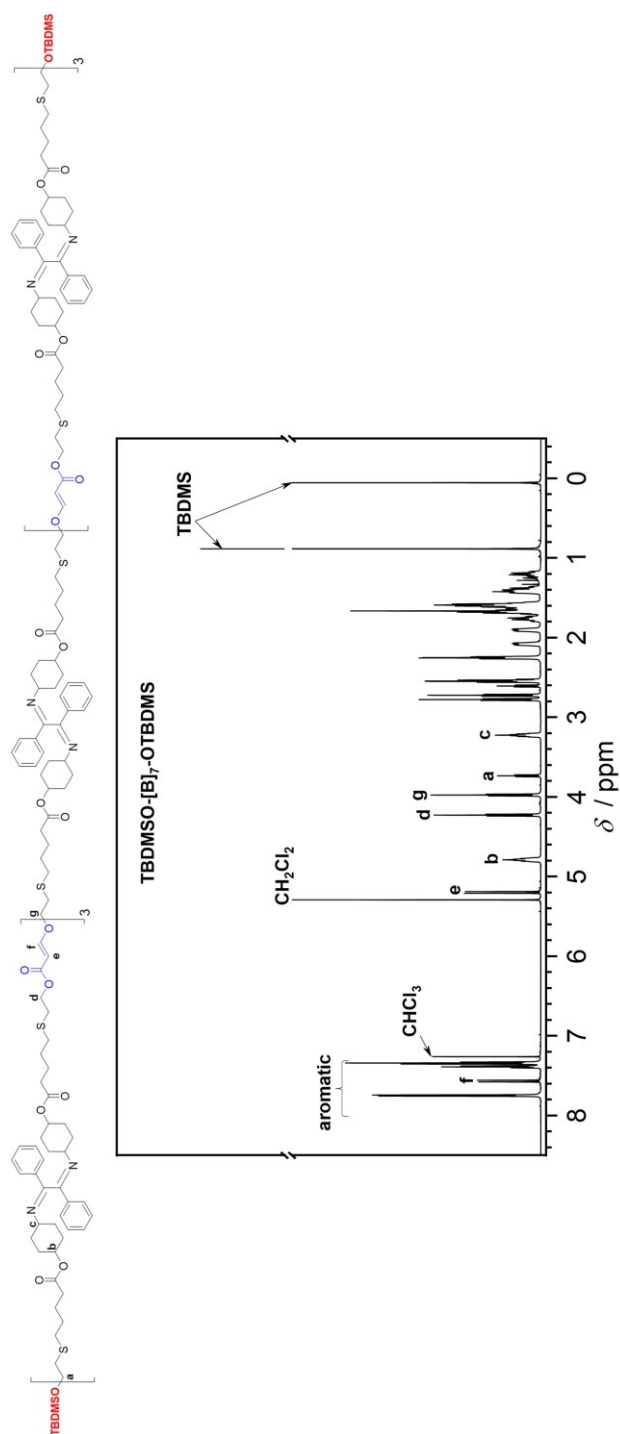 TBDMSO
a
S
O
O
b
c
N
N
O
O
S
d
O
O
e
f
O
3
g
S
O
O
N
N
O
O
S
O
O
O
S
O
O
N
N
O
O
S
3
OTBDMS
TBDMSO-[B]₇-OTBDMS
TBDMS
CH₂Cl₂
aromatic
CHCl₃
f
e
b
d
g
a
c
8 7 6 5 4 3 2 1 0
δ / ppm